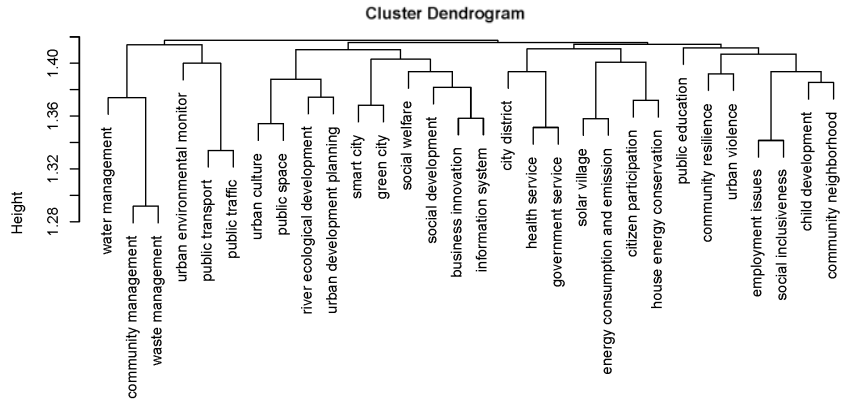 Cluster Dendrogram
Height
1.40
1.36
1.32
1.28
water management
community management
waste management
urban environmental monitor
public transport
public traffic
urban culture
public space
river ecological development
urban development planning
smart city
green city
social welfare
social development
business innovation
information system
city district
health service
government service
solar village
energy consumption and emission
citizen participation
house energy conservation
public education
community resilience
urban violence
employment issues
social inclusiveness
child development
community neighborhood